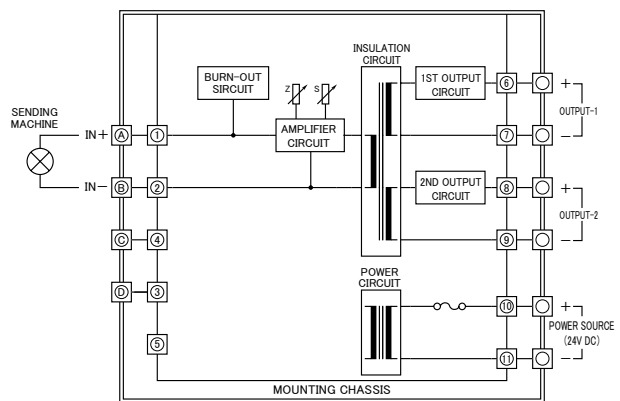 INSULATION
CIRCUIT
BURN-OUT
SIRCUIT
1ST OUTPUT
CIRCUIT
⑥
+
Z
S
OUTPUT-1
SENDING
MACHINE
AMPLIFIER
CIRCUIT
IN+
Ⓐ
①
⑦
−
IN−
Ⓑ
②
2ND OUTPUT
CIRCUIT
⑧
+
OUTPUT-2
Ⓒ
④
⑨
−
POWER
CIRCUIT
Ⓓ
③
⑩
+
POWER SOURCE
(24V DC)
⑤
⑪
−
MOUNTING CHASSIS